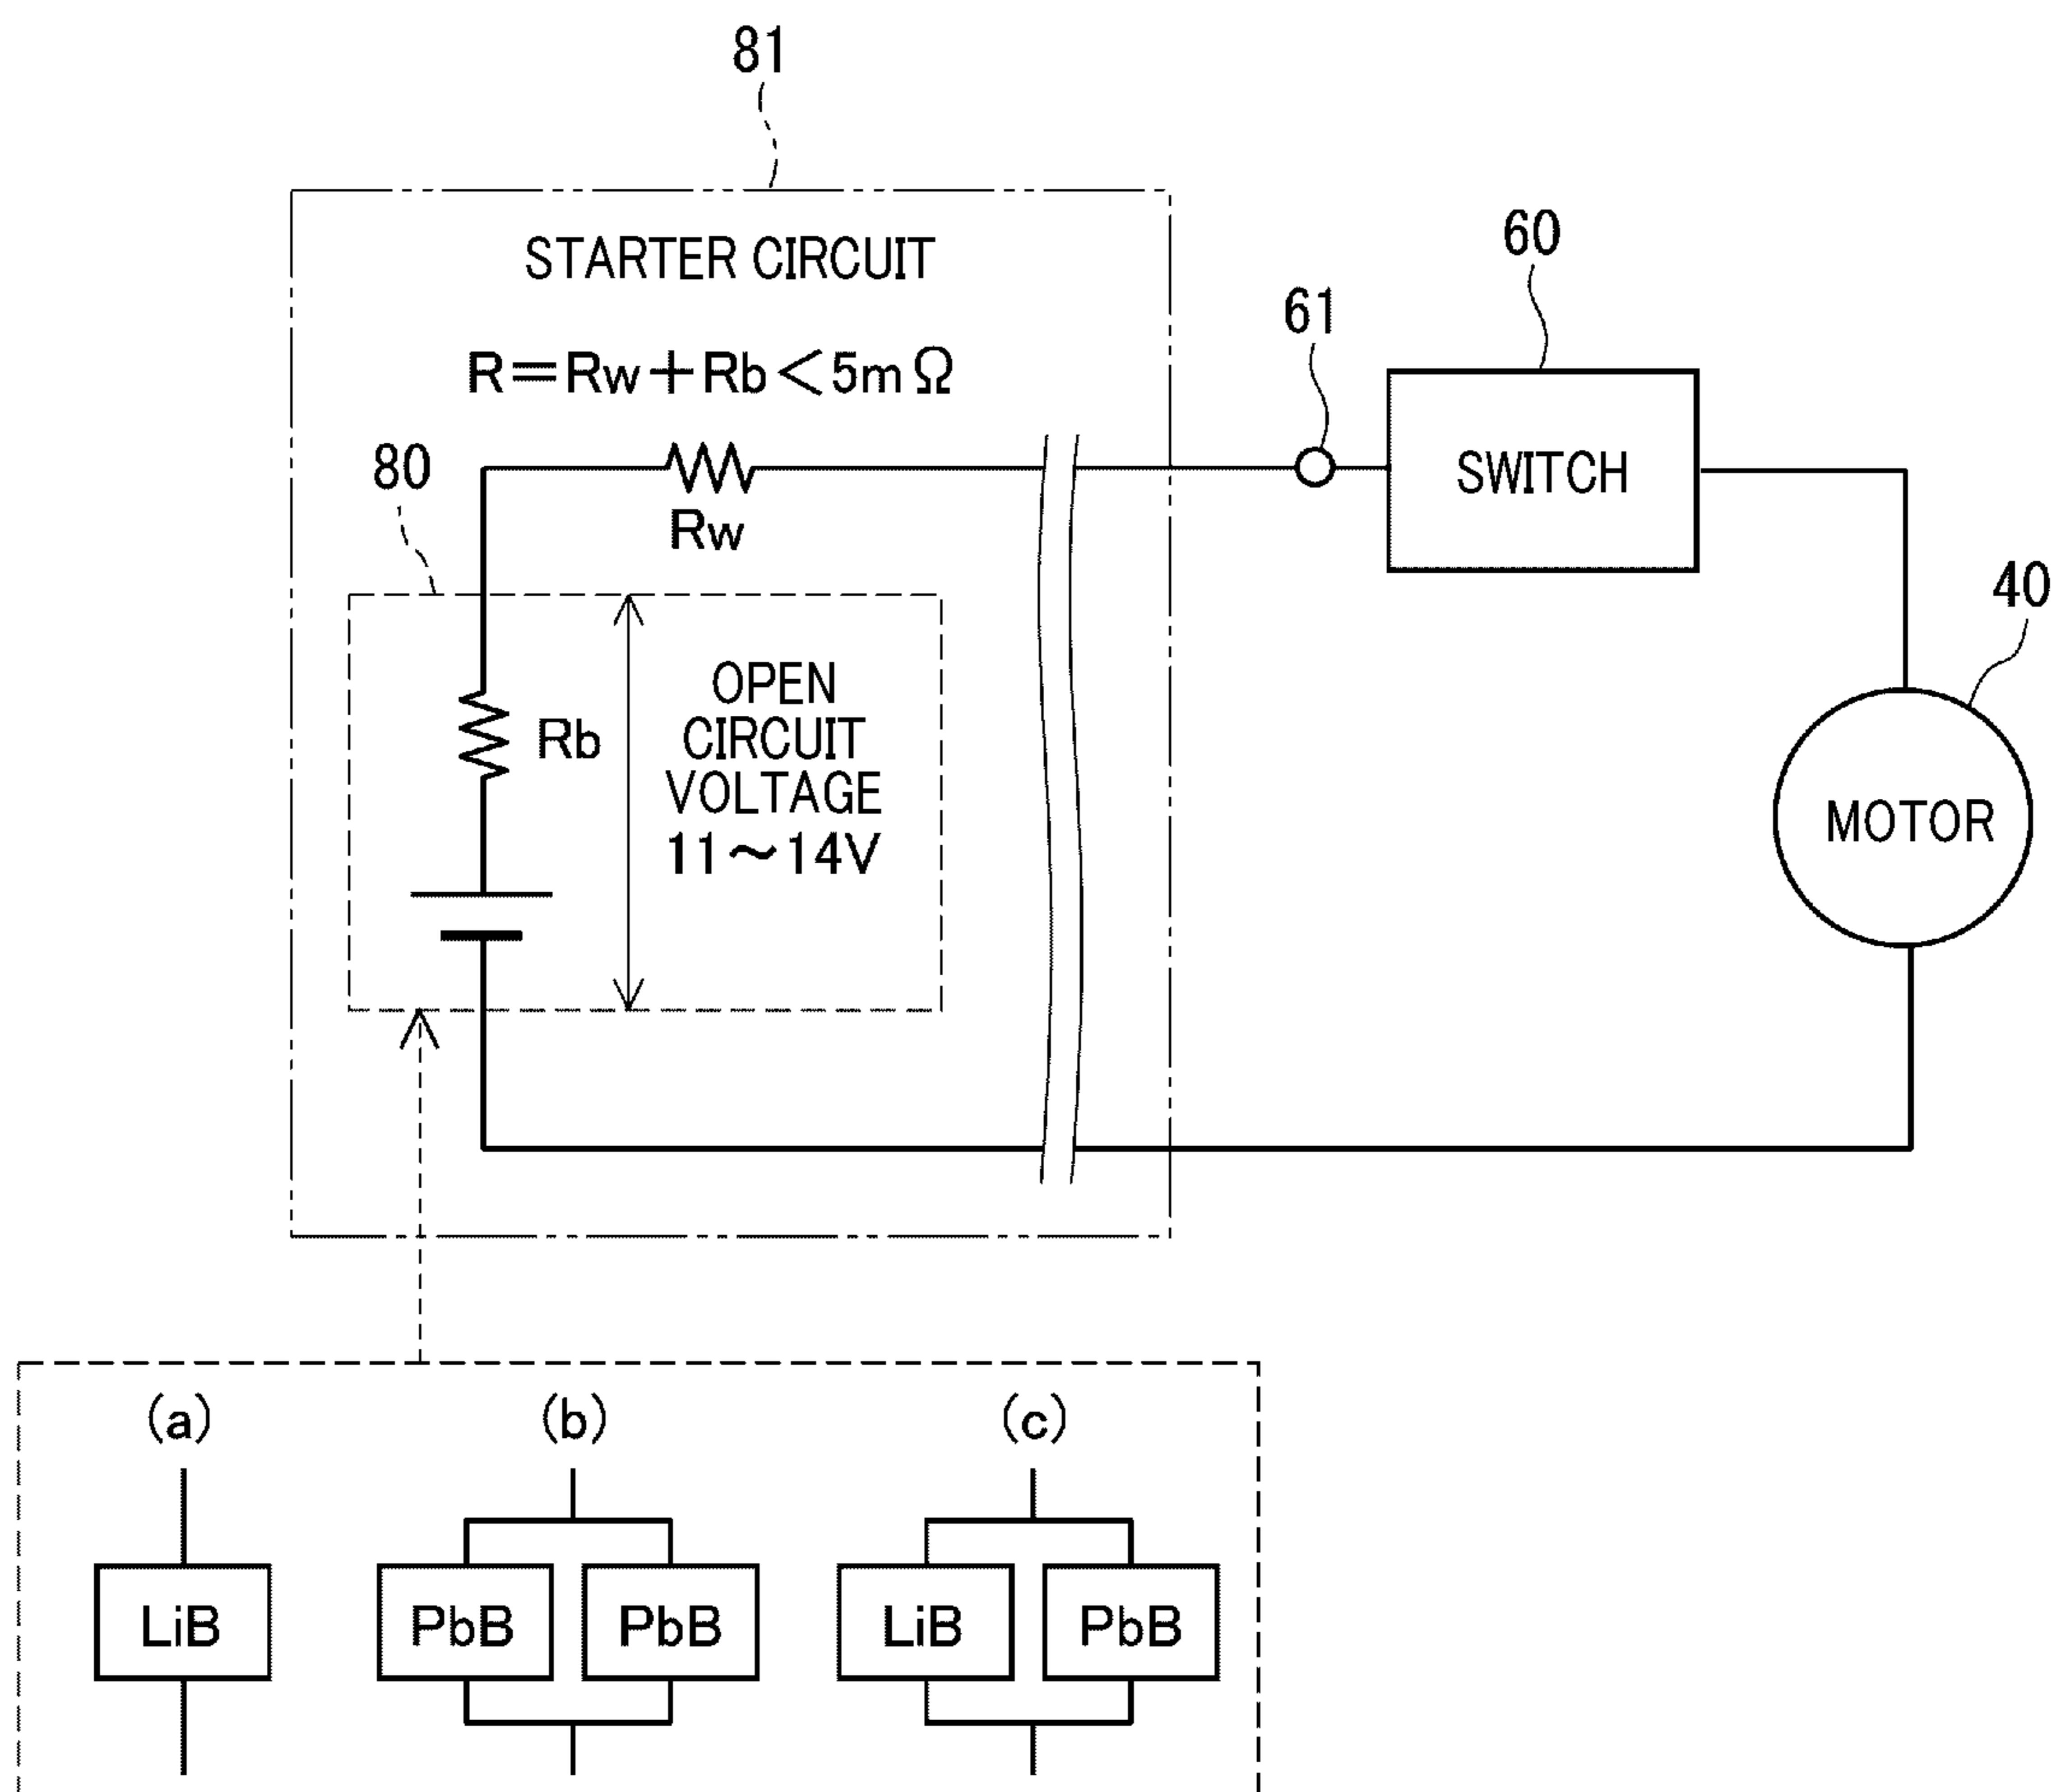 81
STARTER CIRCUIT
R=Rw+Rb<5mΩ
60
61
80
Rw
SWITCH
40
Rb
OPEN
CIRCUIT
VOLTAGE
11～14V
MOTOR
(a)
(b)
(c)
LiB
PbB
PbB
LiB
PbB